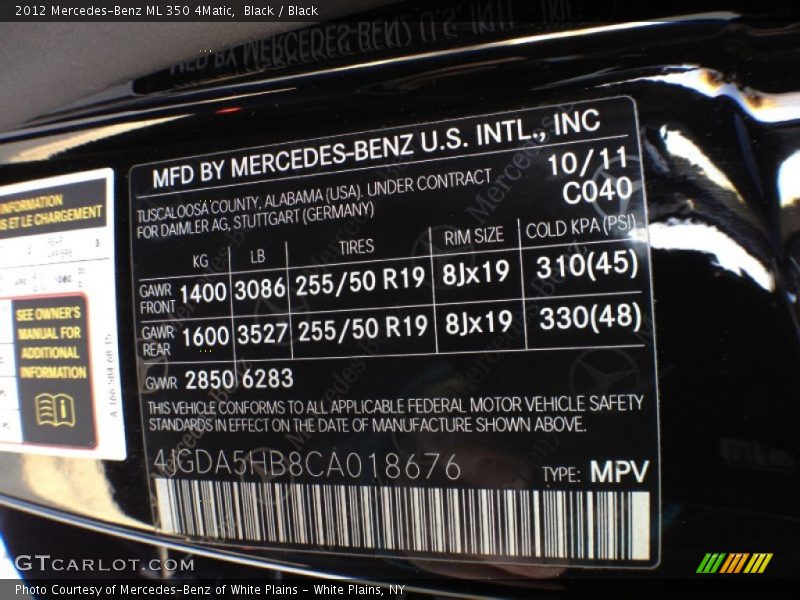 2012 Mercedes-Benz ML 350 4Matic, Black / Black
MFD BY MERCEDES-BENZ U.S. INTL., INC
10/11
TUSCALOOSA COUNTY, ALABAMA (USA), UNDER CONTRACT
C040
FOR DAIMLER AG, STUTTGART (GERMANY)
KG LB TIRES RIM SIZE COLD KPA (PSI)
GAWR FRONT 1400 3086 255/50 R19 8Jx19 310(45)
GAWR REAR 1600 3527 255/50 R19 8Jx19 330(48)
GVWR 2850 6283
THIS VEHICLE CONFORMS TO ALL APPLICABLE FEDERAL MOTOR VEHICLE SAFETY
STANDARDS IN EFFECT ON THE DATE OF MANUFACTURE SHOWN ABOVE.
4JGDA5HB8CA018676
TYPE: MPV
INFORMATION
ET LE CHARGEMENT
SEE OWNER'S
MANUAL FOR
ADDITIONAL
INFORMATION
GTcarlot.com
Photo Courtesy of Mercedes-Benz of White Plains - White Plains, NY